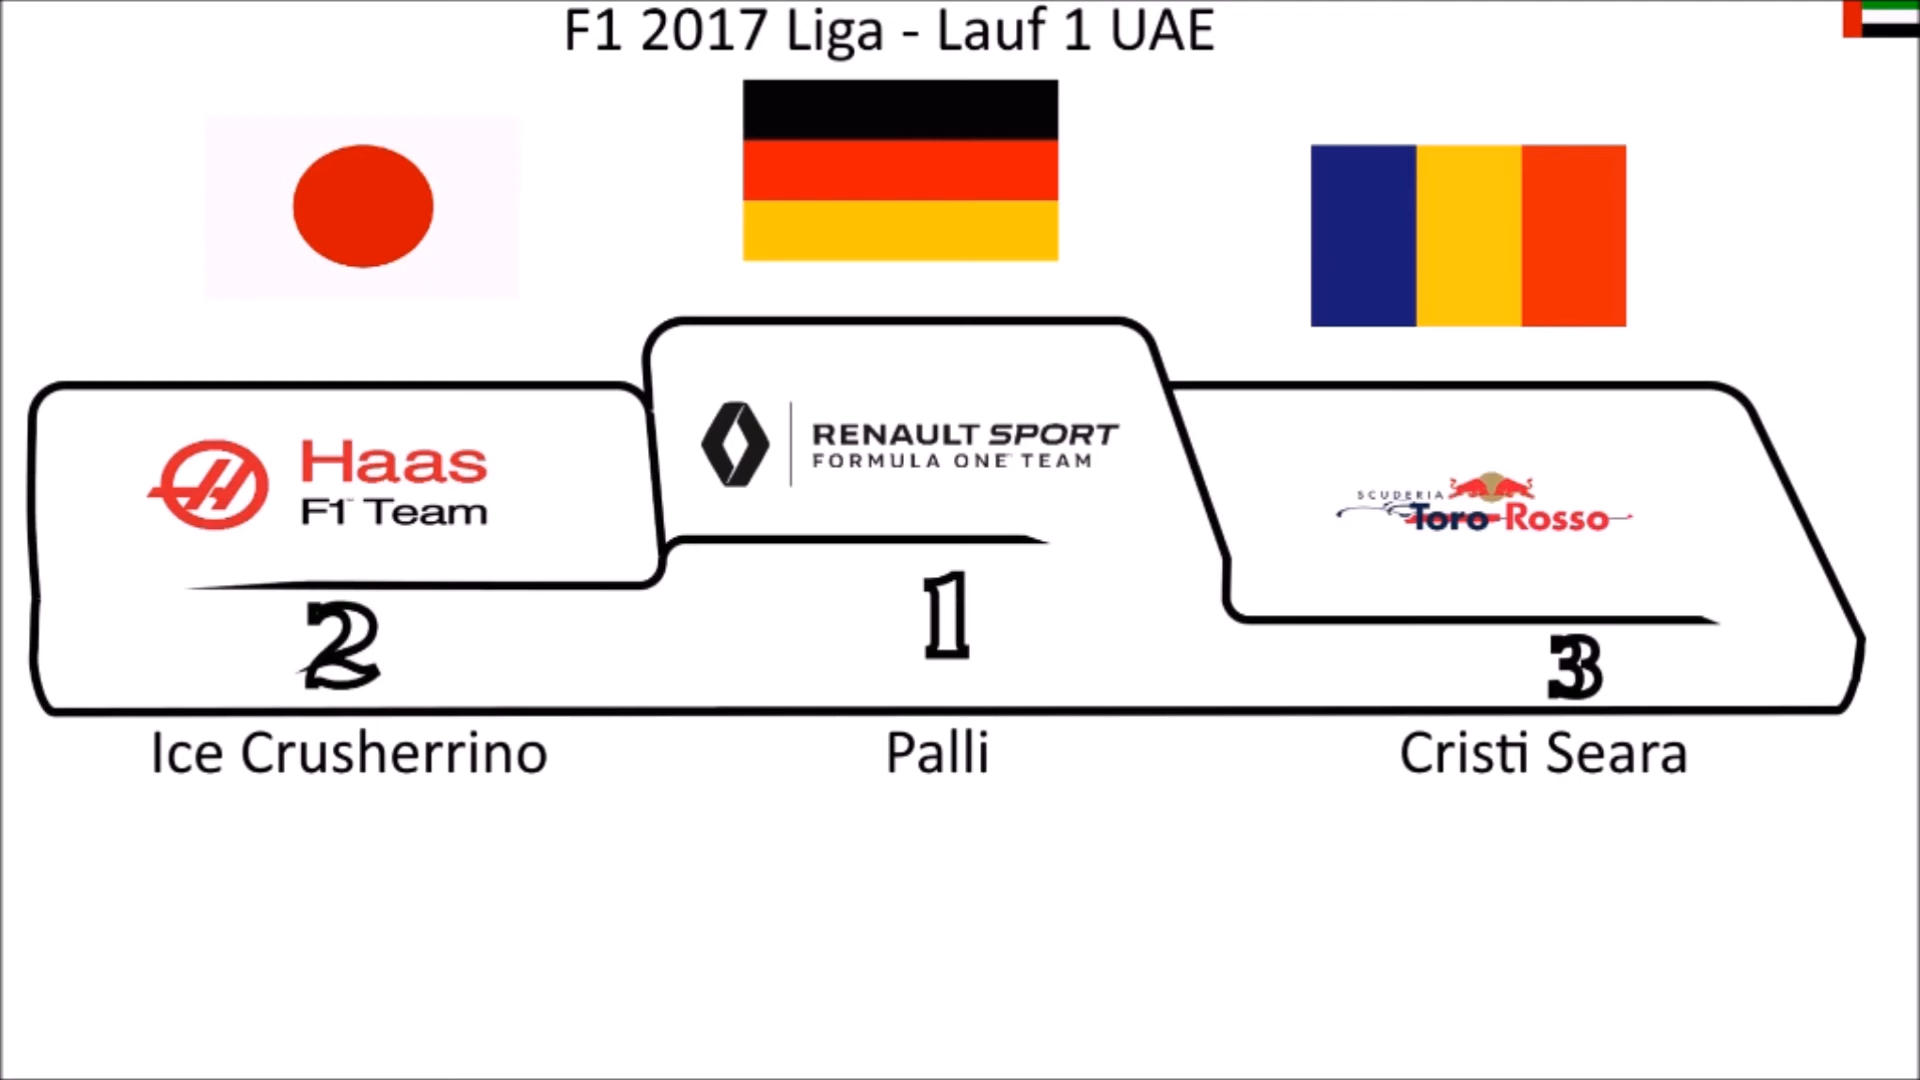 F1 2017 Liga - Lauf 1 UAE
RENAULT SPORT
FORMULA ONE TEAM
Haas
F1 Team
SCUDERIA
Toro Rosso
1
2
3
Ice Crusherrino
Palli
Cristi Seara